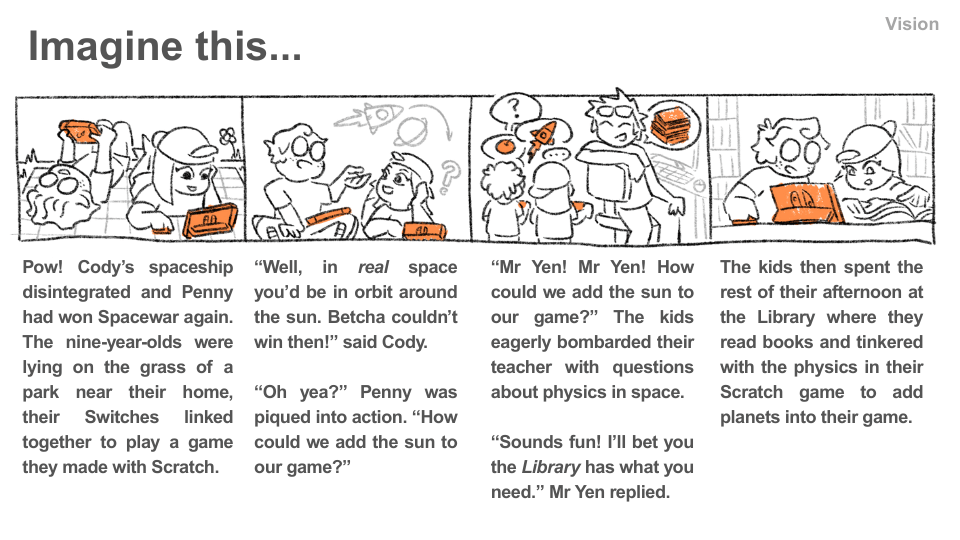 Vision
Imagine this...
?
?
Pow! Cody’s spaceship
disintegrated and Penny
had won Spacewar again.
The nine-year-olds were
lying on the grass of a
park near their home,
their Switches linked
together to play a game
they made with Scratch.
“Well, in real space
you’d be in orbit around
the sun. Betcha couldn’t
win then!” said Cody.
“Oh yea?” Penny was
piqued into action. “How
could we add the sun to
our game?”
“Mr Yen! Mr Yen! How
could we add the sun to
our game?” The kids
eagerly bombarded their
teacher with questions
about physics in space.
“Sounds fun! I’ll bet you
the Library has what you
need.” Mr Yen replied.
The kids then spent the
rest of their afternoon at
the Library where they
read books and tinkered
with the physics in their
Scratch game to add
planets into their game.